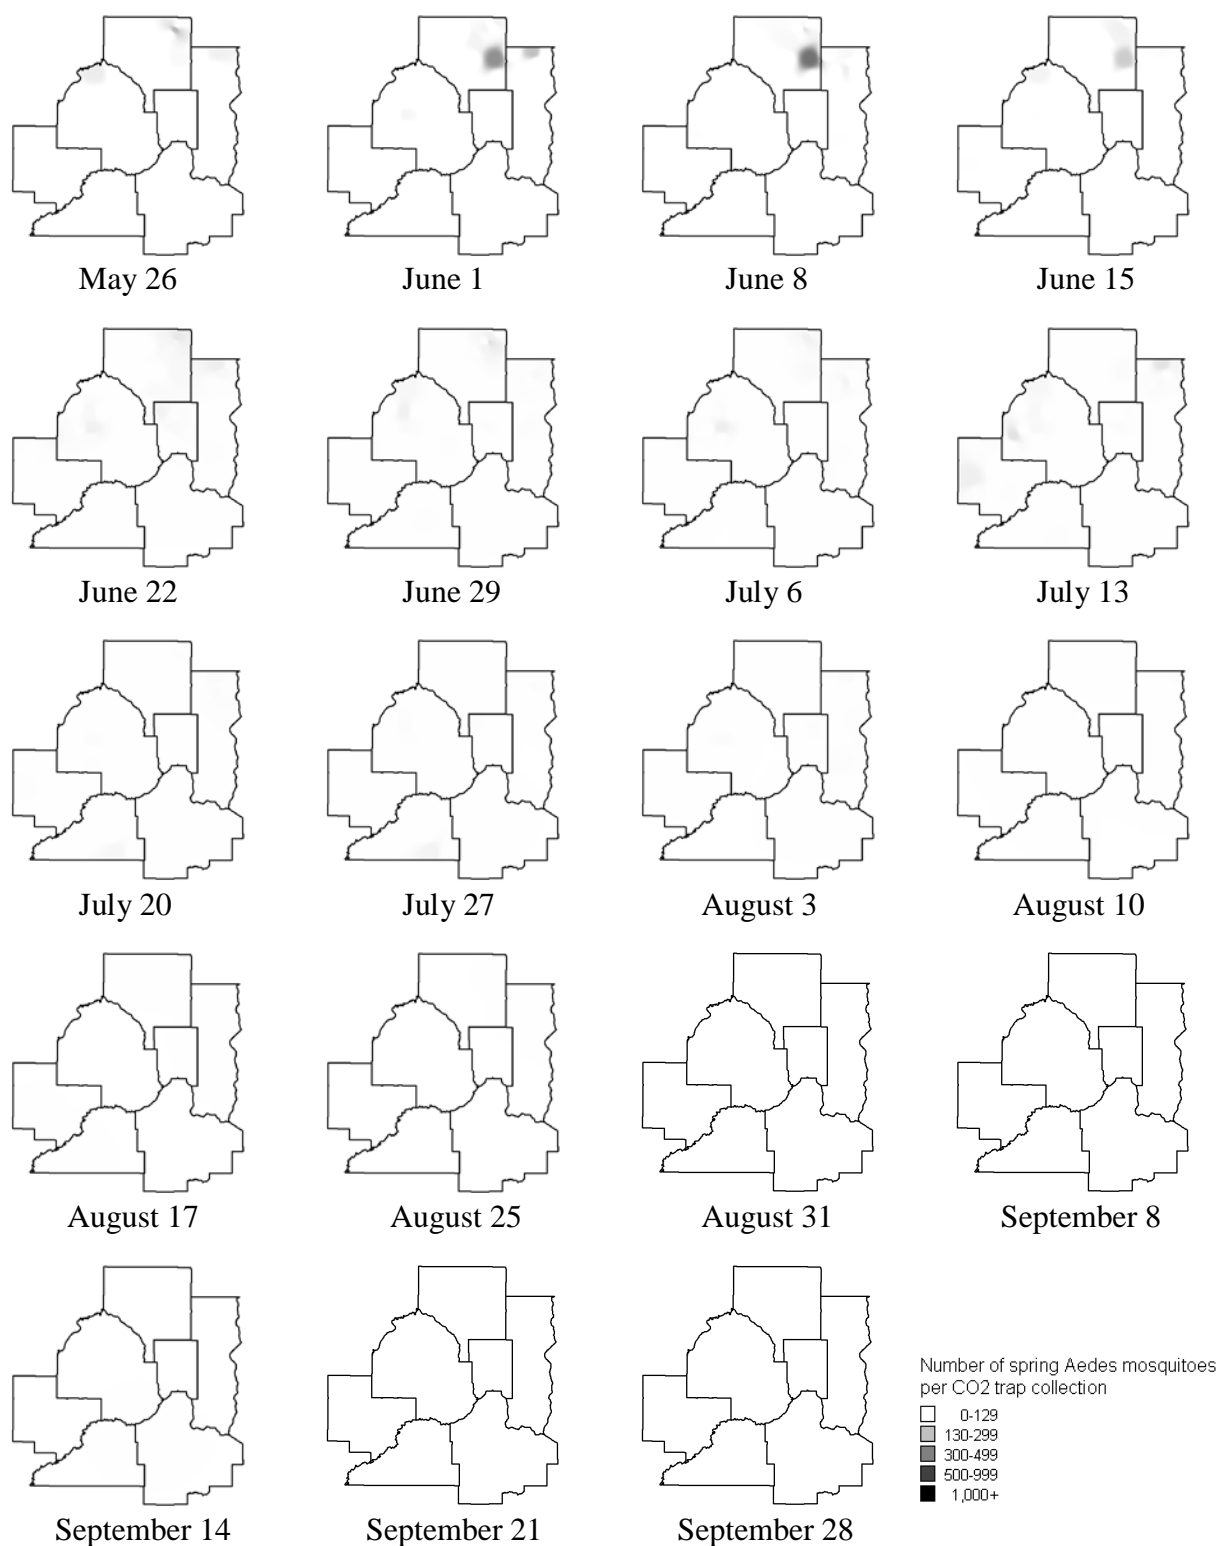 May 26
June 1
June 8
June 15
June 22
June 29
July 6
July 13
July 20
July 27
August 3
August 10
August 17
August 25
August 31
September 8
September 14
September 21
September 28
Number of spring Aedes mosquitoes
per CO2 trap collection
0-129
130-299
300-499
500-999
1,000+